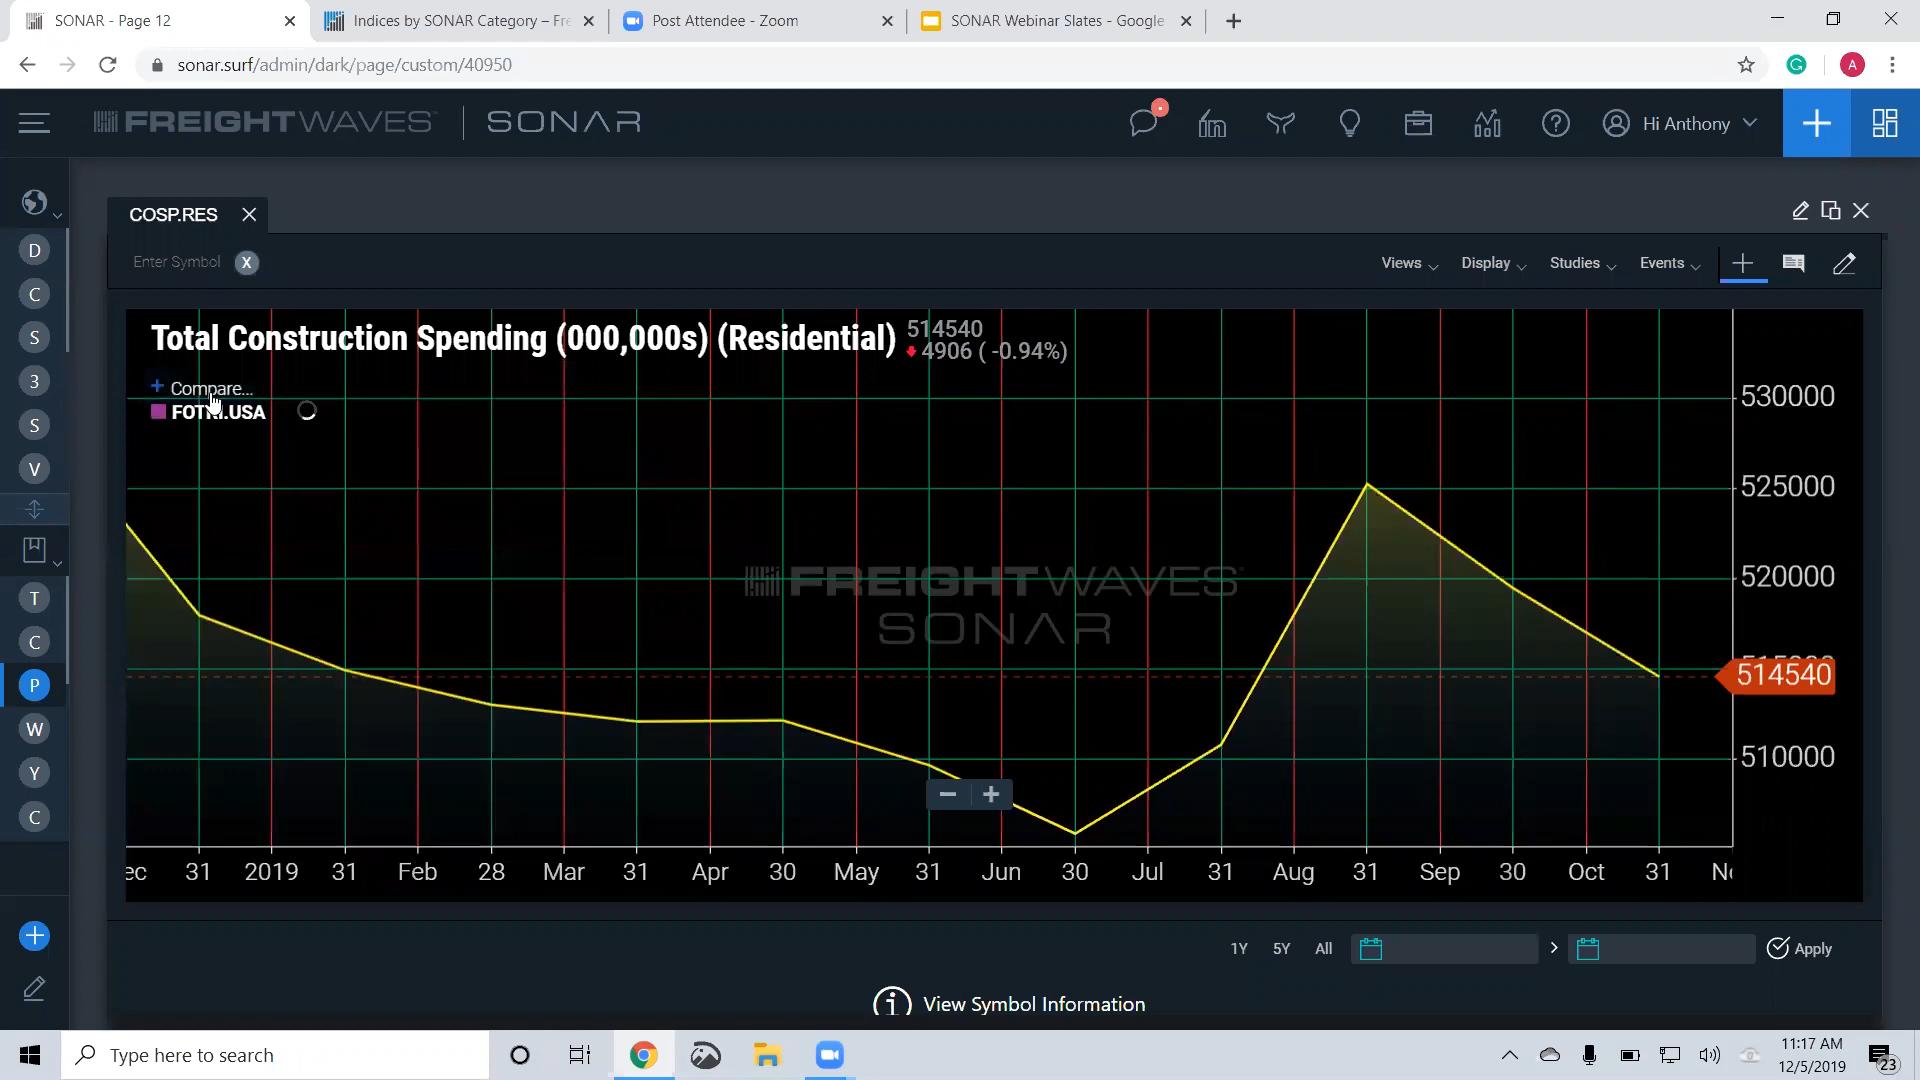 SONAR - Page 12
Indices by SONAR Category – Fre
Post Attendee - Zoom
SONAR Webinar Slates - Google
sonar.surf/admin/dark/page/custom/40950
A
FREIGHTWAVES SONAR
Hi Anthony
COSP.RES
Enter Symbol X
Views
Display
Studies
Events
D
C
S
3
S
V
T
C
P
W
Y
C
Total Construction Spending (000,000s) (Residential) 514540
4906 ( -0.94%)
+ Compare...
FOTRI.USA
530000
525000
520000
514540
510000
FREIGHTWAVES
SONAR
ec 31 2019 31 Feb 28 Mar 31 Apr 30 May 31 Jun 30 Jul 31 Aug 31 Sep 30 Oct 31 No
1Y 5Y All > Apply
View Symbol Information
Type here to search
11:17 AM
12/5/2019
23